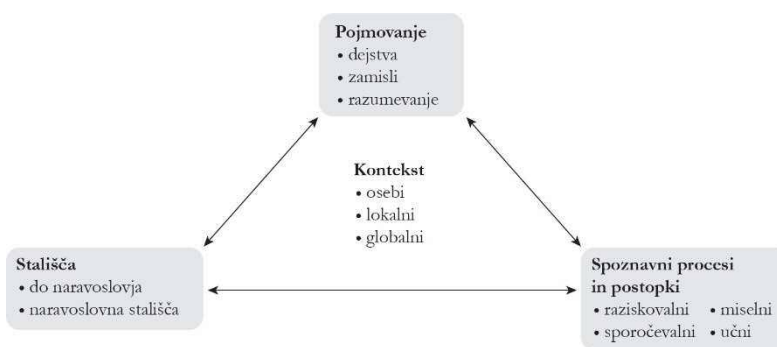 Pojmovanje
• dejstva
• zamisli
• razumevanje
Kontekst
• osebi
• lokalni
• globalni
Stališča
• do naravoslovja
• naravoslovna stališča
Spoznavni procesi
in postopki
• raziskovalni • miselni
• sporočevalni • učni